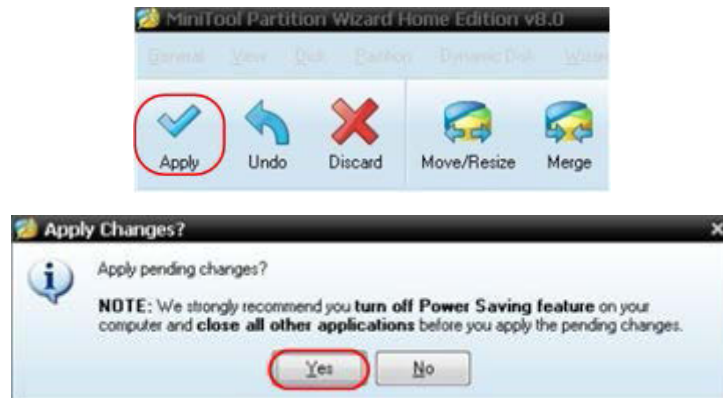 MiniTool Partition Wizard Home Edition v8.0
General View Disk Partition Dynamic Disk
Apply Undo Discard Move/Resize Merge
Apply Changes?
Apply pending changes?
NOTE: We strongly recommend you turn off Power Saving feature on your
computer and close all other applications before you apply the pending changes.
Yes No